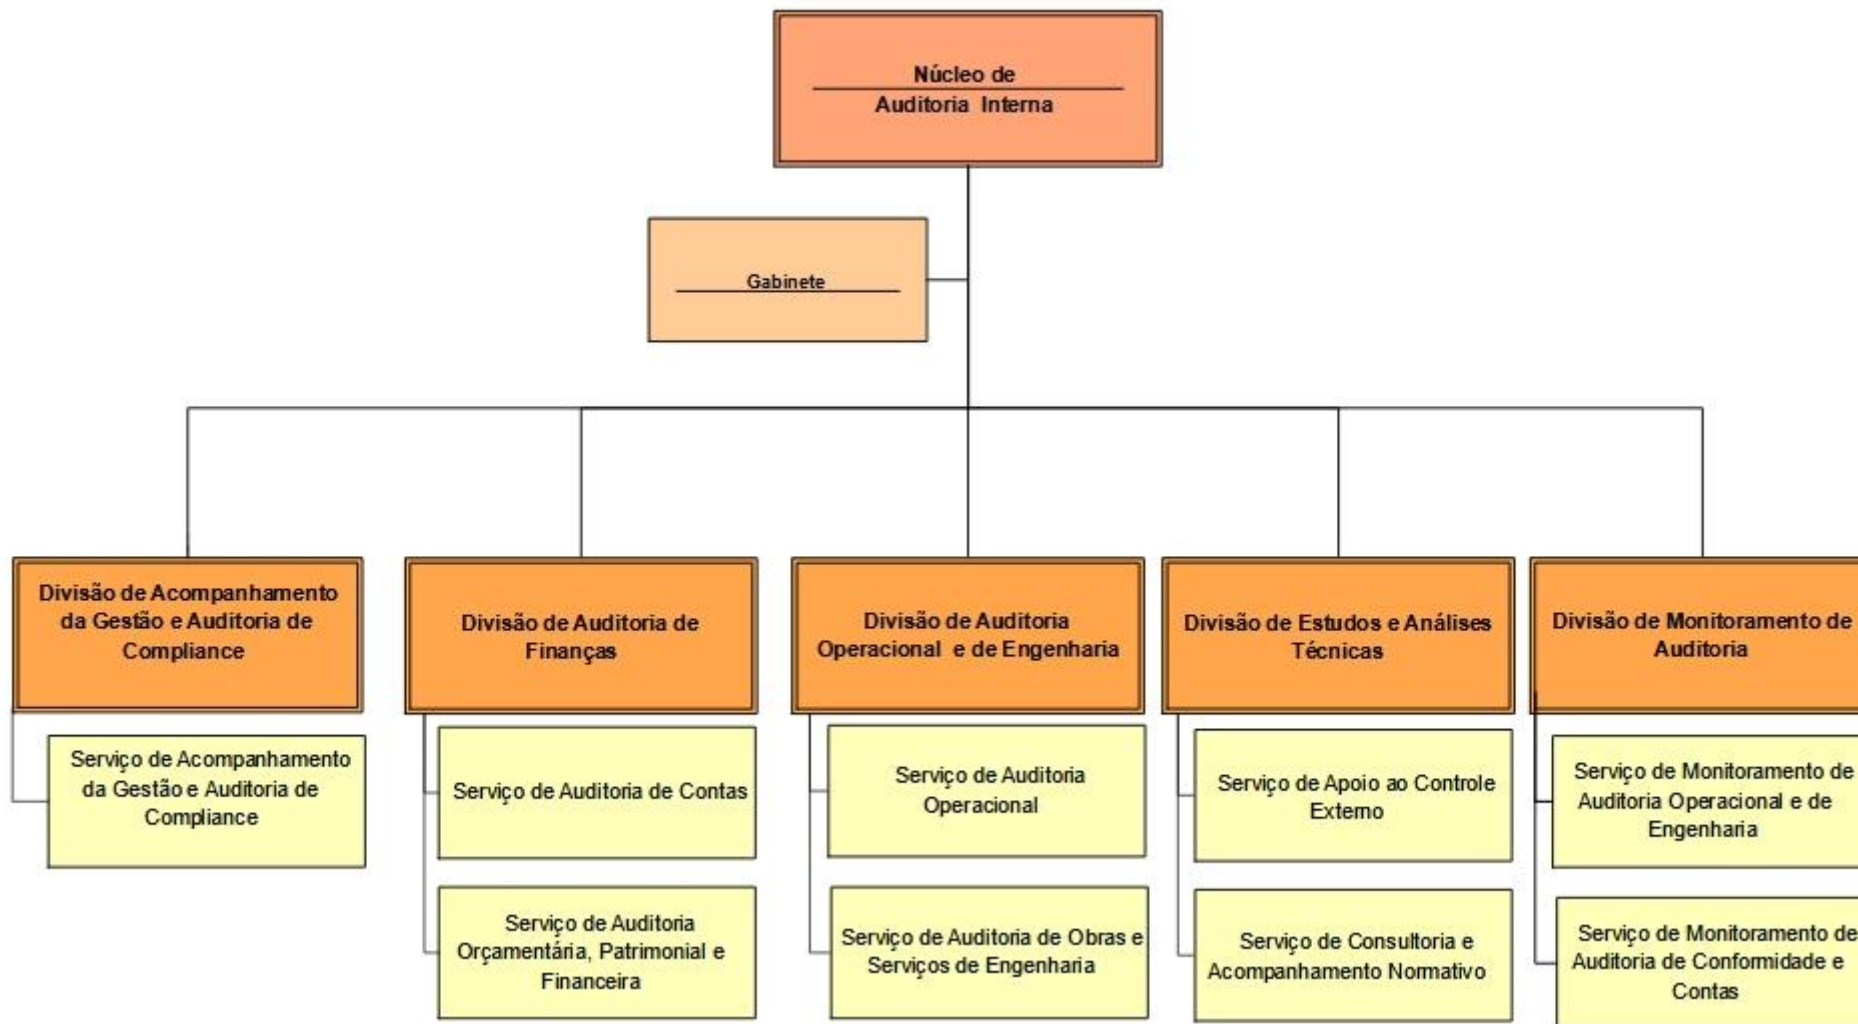 Núcleo de
Auditoria Interna
Gabinete
Divisão de Acompanhamento
da Gestão e Auditoria de
Compliance
Divisão de Auditoria de
Finanças
Divisão de Auditoria
Operacional e de Engenharia
Divisão de Estudos e Análises
Técnicas
Divisão de Monitoramento de
Auditoria
Serviço de Acompanhamento
da Gestão e Auditoria de
Compliance
Serviço de Auditoria de Contas
Serviço de Auditoria
Operacional
Serviço de Apoio ao Controle
Externo
Serviço de Monitoramento de
Auditoria Operacional e de
Engenharia
Serviço de Auditoria
Orçamentária, Patrimonial e
Financeira
Serviço de Auditoria de Obras e
Serviços de Engenharia
Serviço de Consultoria e
Acompanhamento Normativo
Serviço de Monitoramento de
Auditoria de Conformidade e
Contas